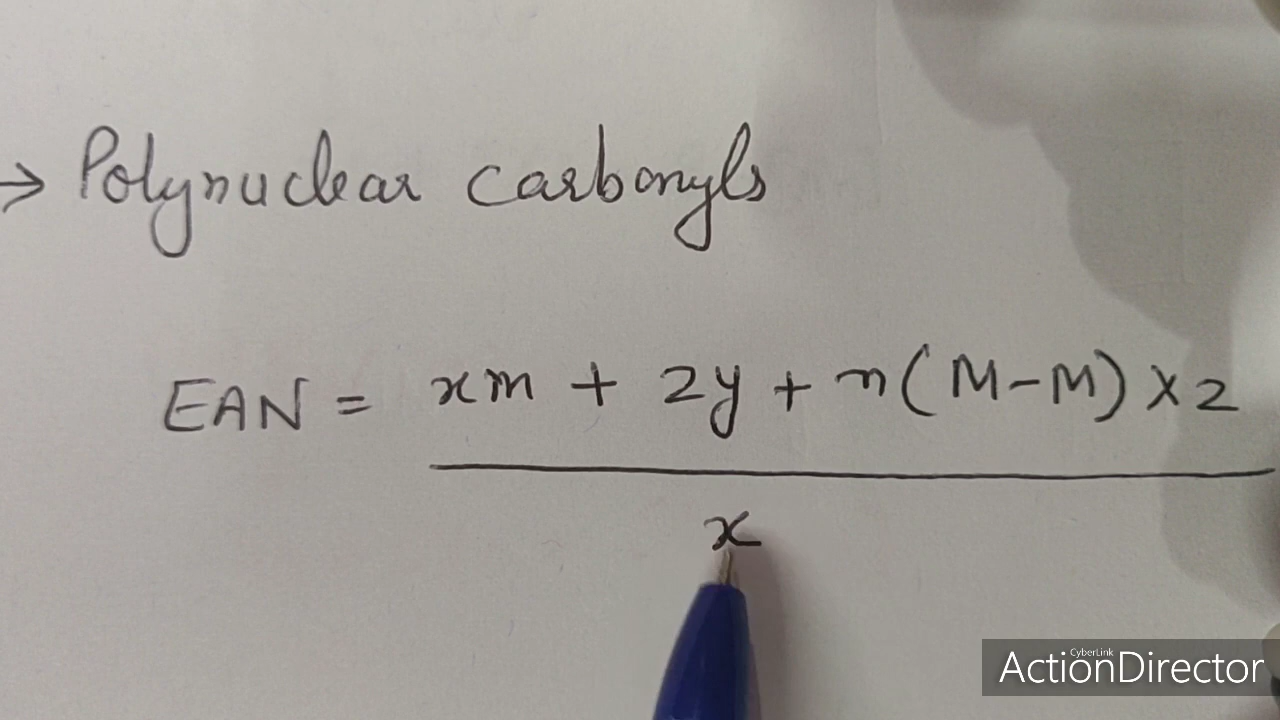 → Polynuclear carbonyls
EAN = xm + 2y + n(M-M) x 2
x
CyberLink
ActionDirector